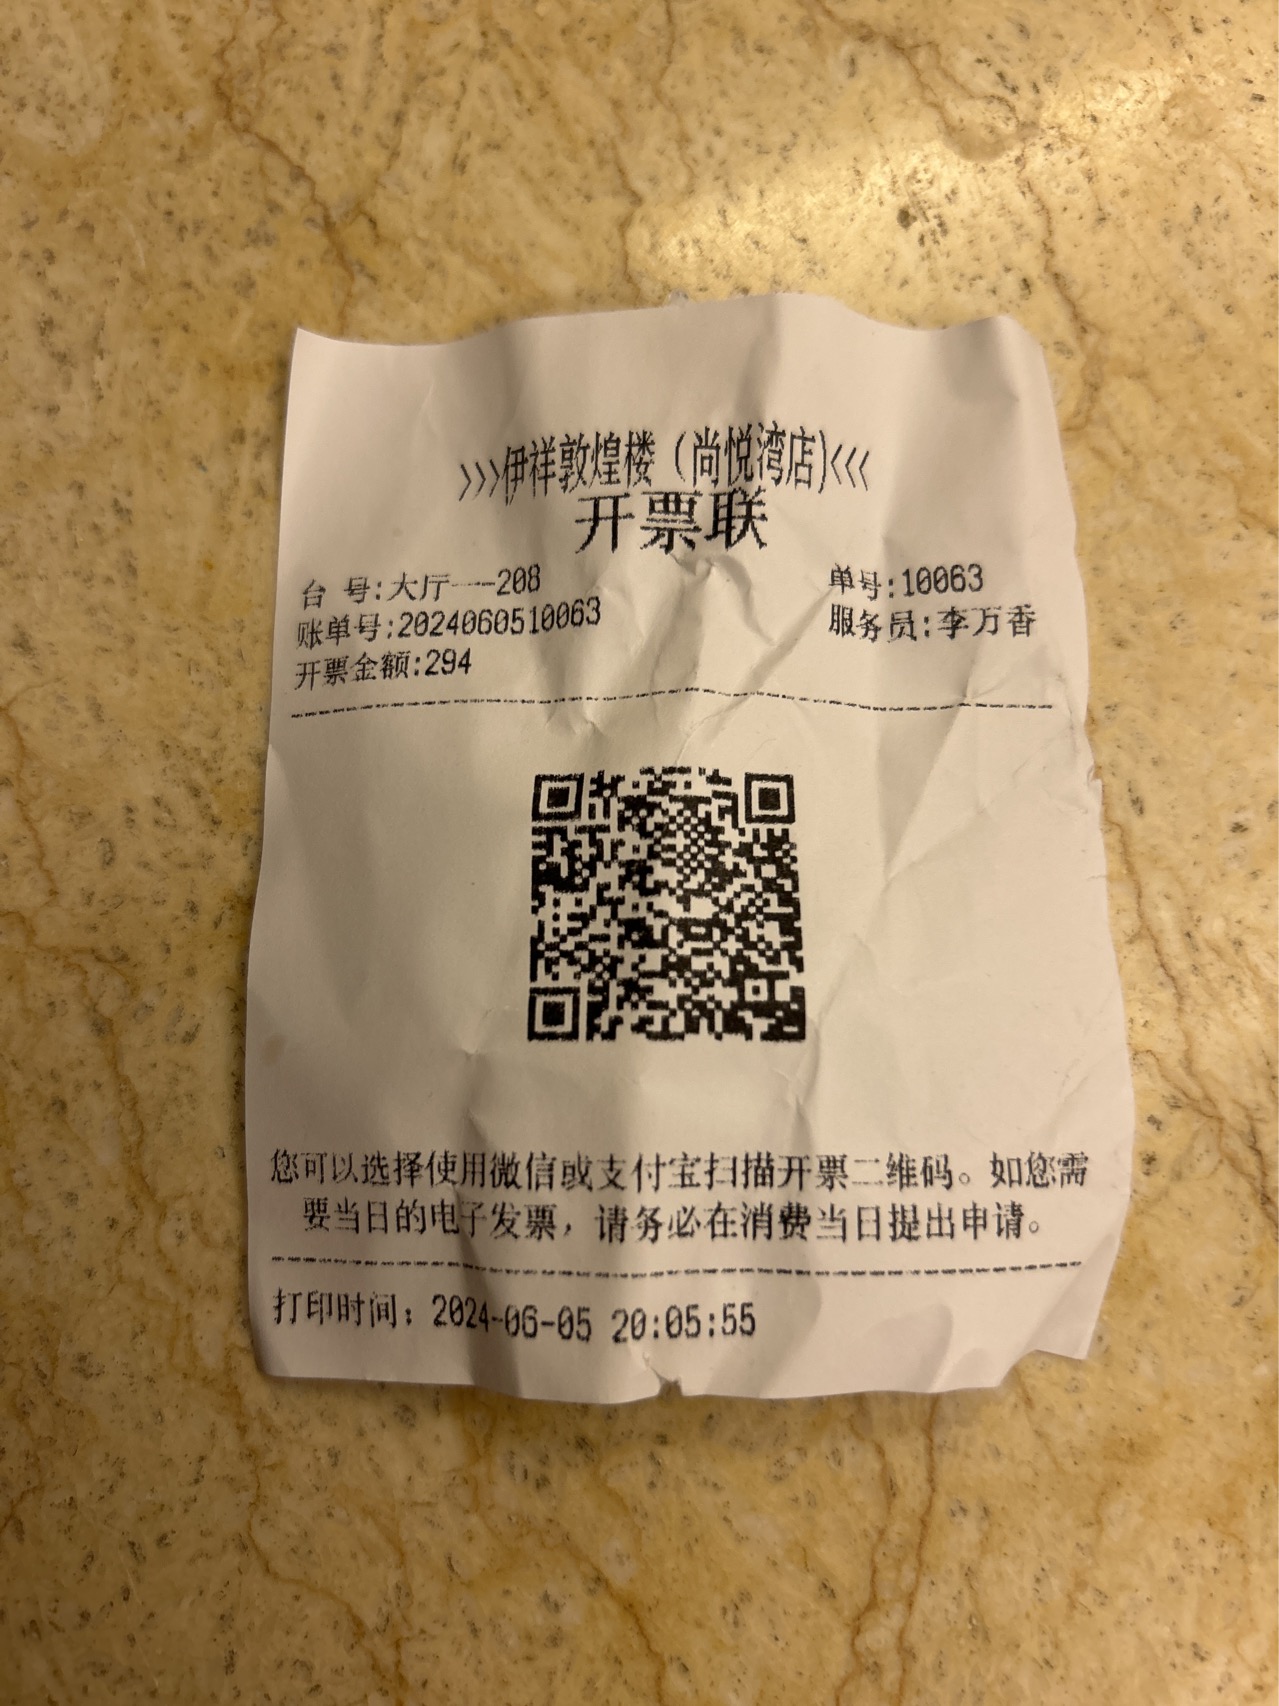 >>>伊祥敦煌楼（尚悦湾店)<<<
开票联
台 号:大厅---208 单号:10063
账单号:2024060510063 服务员:李万香
开票金额:294
您可以选择使用微信或支付宝扫描开票二维码。如您需
要当日的电子发票，请务必在消费当日提出申请。
打印时间：2024-06-05 20:05:55